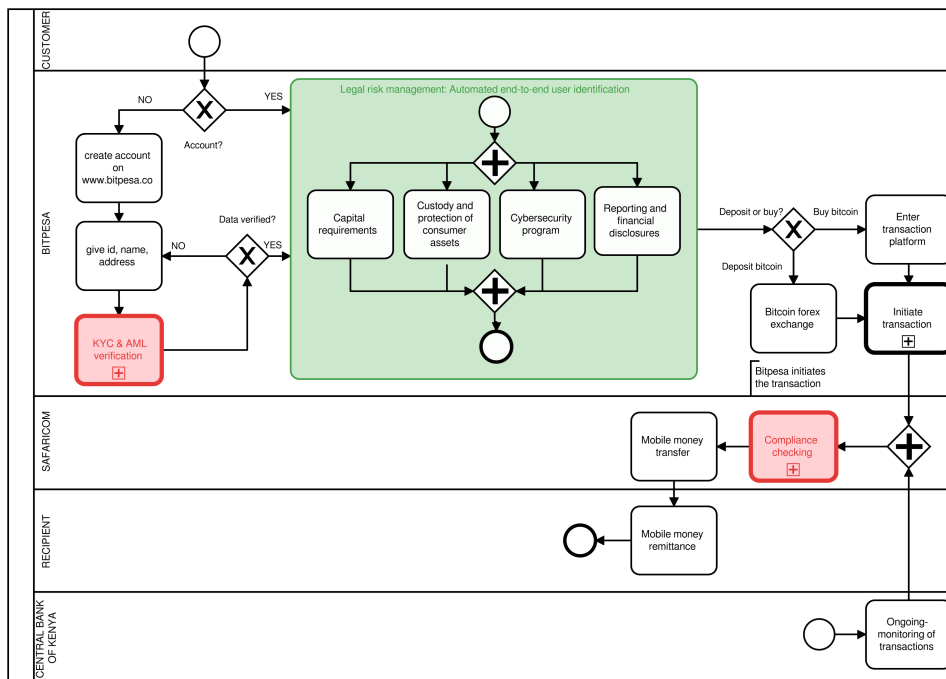 CUSTOMER
BITPESA
SAFARICOM
RECIPIENT
CENTRAL BANK
OF KENYA
NO
YES
Account?
create account
on
www.bitpesa.co
give id, name,
address
NO
Data verified?
YES
KYC & AML
verification
Legal risk management: Automated end-to-end user identification
Capital
requirements
Custody and
protection of
consumer
assets
Cybersecurity
program
Reporting and
financial
disclosures
Deposit or buy?
Buy bitcoin
Deposit bitcoin
Enter
transaction
platform
Bitcoin forex
exchange
Initiate
transaction
Bitpesa initiates
the transaction
Mobile money
transfer
Compliance
checking
Mobile money
remittance
Ongoing-
monitoring of
transactions